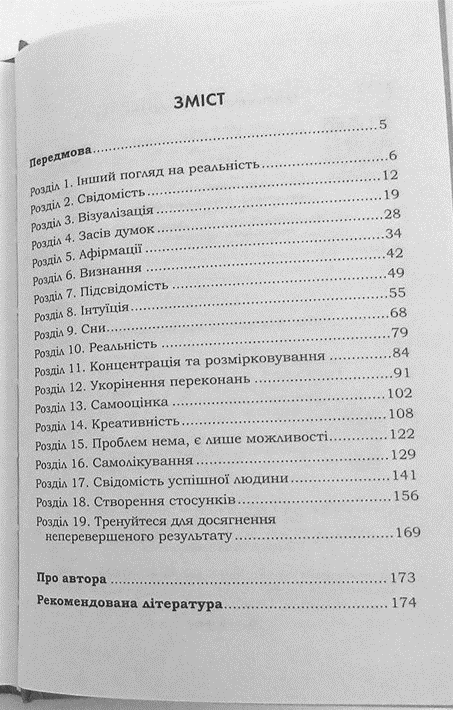 ЗМІСТ
Передмова..........................................................5
Розділ 1. Інший погляд на реальність.........................6
Розділ 2. Свідомість..............................................12
Розділ 3. Візуалізація............................................19
Розділ 4. Засів думок.............................................28
Розділ 5. Афірмації...............................................34
Розділ 6. Визнання................................................42
Розділ 7. Підсвідомість...........................................49
Розділ 8. Інтуїція..................................................55
Розділ 9. Сни......................................................68
Розділ 10. Реальність.............................................79
Розділ 11. Концентрація та розмірковування..............84
Розділ 12. Укорінення переконань............................91
Розділ 13. Самооцінка...........................................102
Розділ 14. Креативність.........................................108
Розділ 15. Проблем нема, є лише можливості.............122
Розділ 16. Самолікування.......................................129
Розділ 17. Свідомість успішної людини.....................141
Розділ 18. Створення стосунків................................156
Розділ 19. Тренуйтеся для досягнення
неперевершеного результату..........................169
Про автора........................................................173
Рекомендована література.....................................174